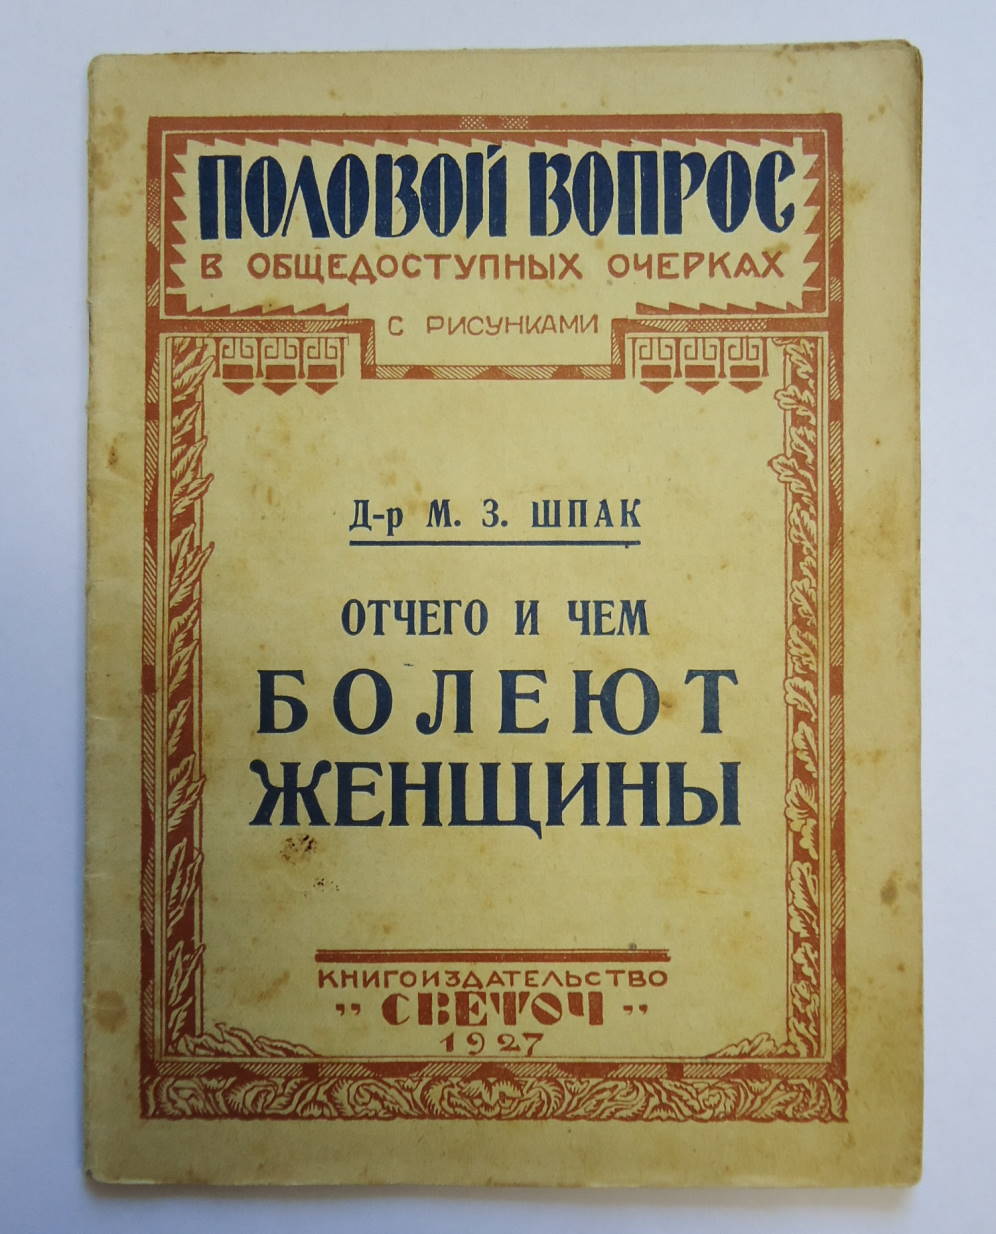 ПОЛОВОЙ ВОПРОС
В ОБЩЕДОСТУПНЫХ ОЧЕРКАХ
С РИСУНКАМИ
Д-р М. З. ШПАК
ОТЧЕГО И ЧЕМ
БОЛЕЮТ
ЖЕНЩИНЫ
КНИГОИЗДАТЕЛЬСТВО
„ СВЕТОЧ „
1927